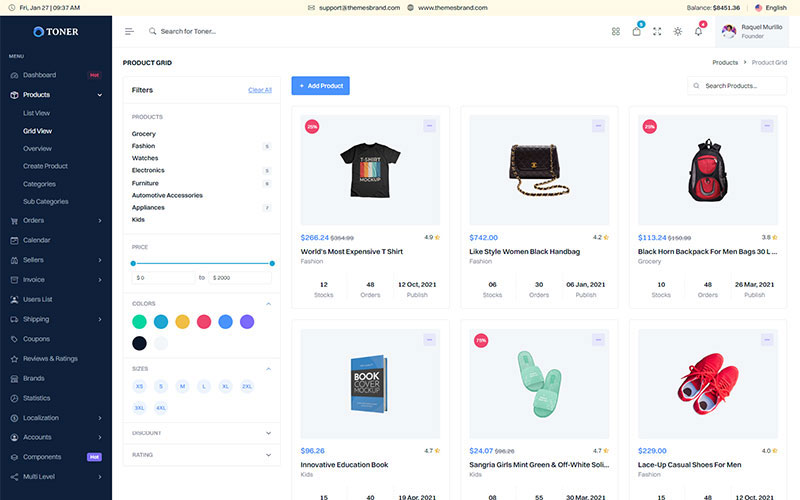 Fri, Jan 27 | 09:37 AM
support@themesbrand.com
www.themesbrand.com
Balance: $8451.36
English
TONER
Search for Toner...
5
4
Raquel Murillo
Founder
MENU
Dashboard Hot
Products
List View
Grid View
Overview
Create Product
Categories
Sub Categories
Orders
Calendar
Sellers
Invoice
Users List
Shipping
Coupons
Reviews & Ratings
Brands
Statistics
Localization
Accounts
Components Hot
Multi Level
PRODUCT GRID
Products > Product Grid
Filters Clear All
PRODUCTS
Grocery
Fashion 5
Watches
Electronics 5
Furniture 6
Automotive Accessories
Appliances 7
Kids
PRICE
$ 0 to $ 2000
COLORS
SIZES
XS S M L XL 2XL
3XL 4XL
DISCOUNT
RATING
+ Add Product
Search Products...
25%
T-SHIRT
MOCKUP
$266.24 $354.99 4.9
World's Most Expensive T Shirt
Fashion
12 48 12 Oct, 2021
Stocks Orders Publish
$742.00 4.2
Like Style Women Black Handbag
Fashion
06 30 06 Jan, 2021
Stocks Orders Publish
25%
$113.24 $150.99 3.8
Black Horn Backpack For Men Bags 30 L ...
Grocery
10 48 26 Mar, 2021
Stocks Orders Publish
BOOK
COVER
MOCKUP
$96.26 4.7
Innovative Education Book
Kids
15 40 19 Apr, 2021
75%
$24.07 $96.26 4.7
Sangria Girls Mint Green & Off-White Soli...
Kids
08 55 30 Mar, 2021
$229.00 4.0
Lace-Up Casual Shoes For Men
Fashion
15 48 12 Oct, 2021